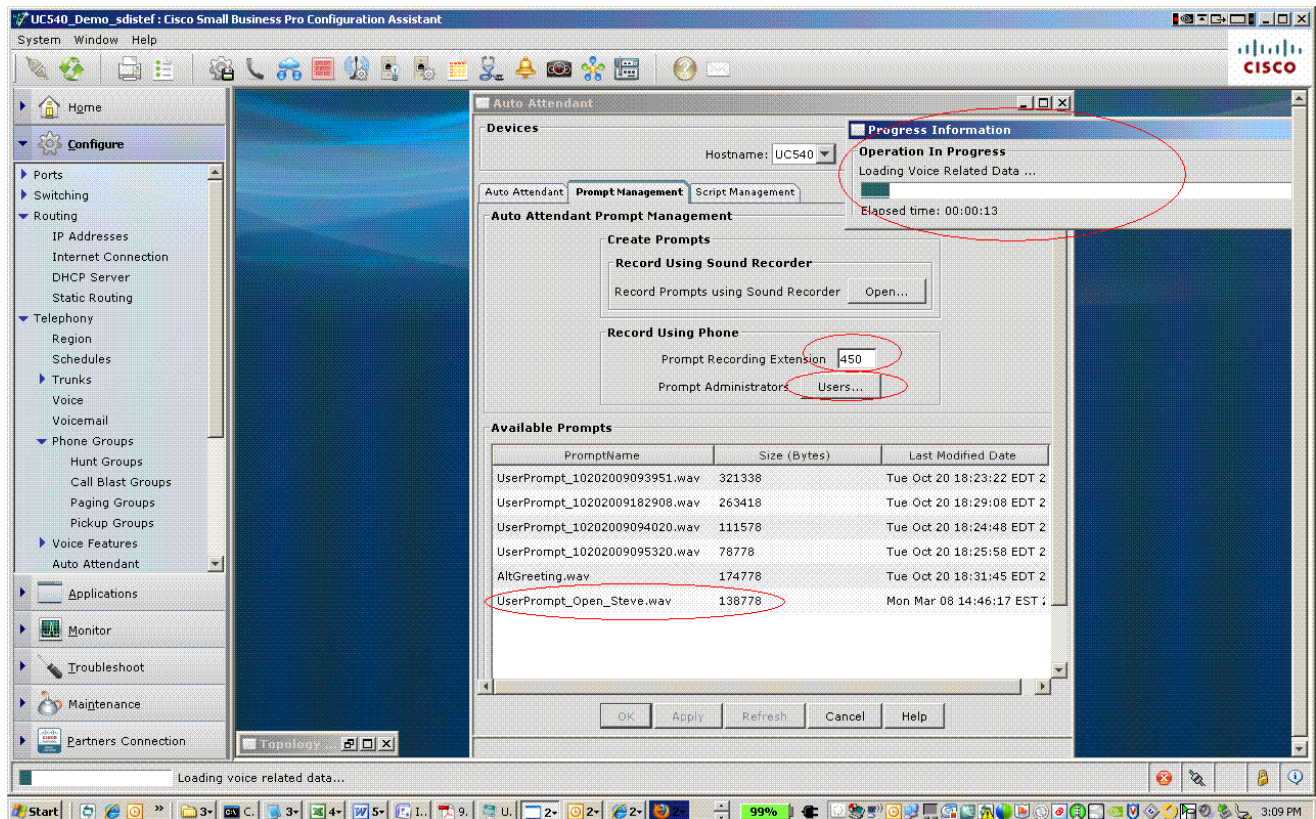 UC540_Demo_sdistef : Cisco Small Business Pro Configuration Assistant
System Window Help
CISCO
Home
Configure
Ports
Switching
Routing
IP Addresses
Internet Connection
DHCP Server
Static Routing
Telephony
Region
Schedules
Trunks
Voice
Voicemail
Phone Groups
Hunt Groups
Call Blast Groups
Paging Groups
Pickup Groups
Voice Features
Auto Attendant
Applications
Monitor
Troubleshoot
Maintenance
Partners Connection
Auto Attendant
Devices
Hostname: UC540
Auto Attendant Prompt Management Script Management
Auto Attendant Prompt Management
Create Prompts
Record Using Sound Recorder
Record Prompts using Sound Recorder Open...
Record Using Phone
Prompt Recording Extension 450
Prompt Administrators Users...
Available Prompts
PromptName Size (Bytes) Last Modified Date
UserPrompt_10202009093951.wav 321338 Tue Oct 20 18:23:22 EDT 2
UserPrompt_10202009182908.wav 263418 Tue Oct 20 18:29:08 EDT 2
UserPrompt_10202009094020.wav 111578 Tue Oct 20 18:24:48 EDT 2
UserPrompt_10202009095320.wav 78778 Tue Oct 20 18:25:58 EDT 2
AltGreeting.wav 174778 Tue Oct 20 18:31:45 EDT 2
UserPrompt_Open_Steve.wav 138778 Mon Mar 08 14:46:17 EST
OK Apply Refresh Cancel Help
Progress Information
Operation In Progress
Loading Voice Related Data ...
Elapsed time: 00:00:13
Topology ...
Loading voice related data...
Start » 3 C. 3 4 5 I.. 9. U. 2 2 2 2 99% 3:09 PM